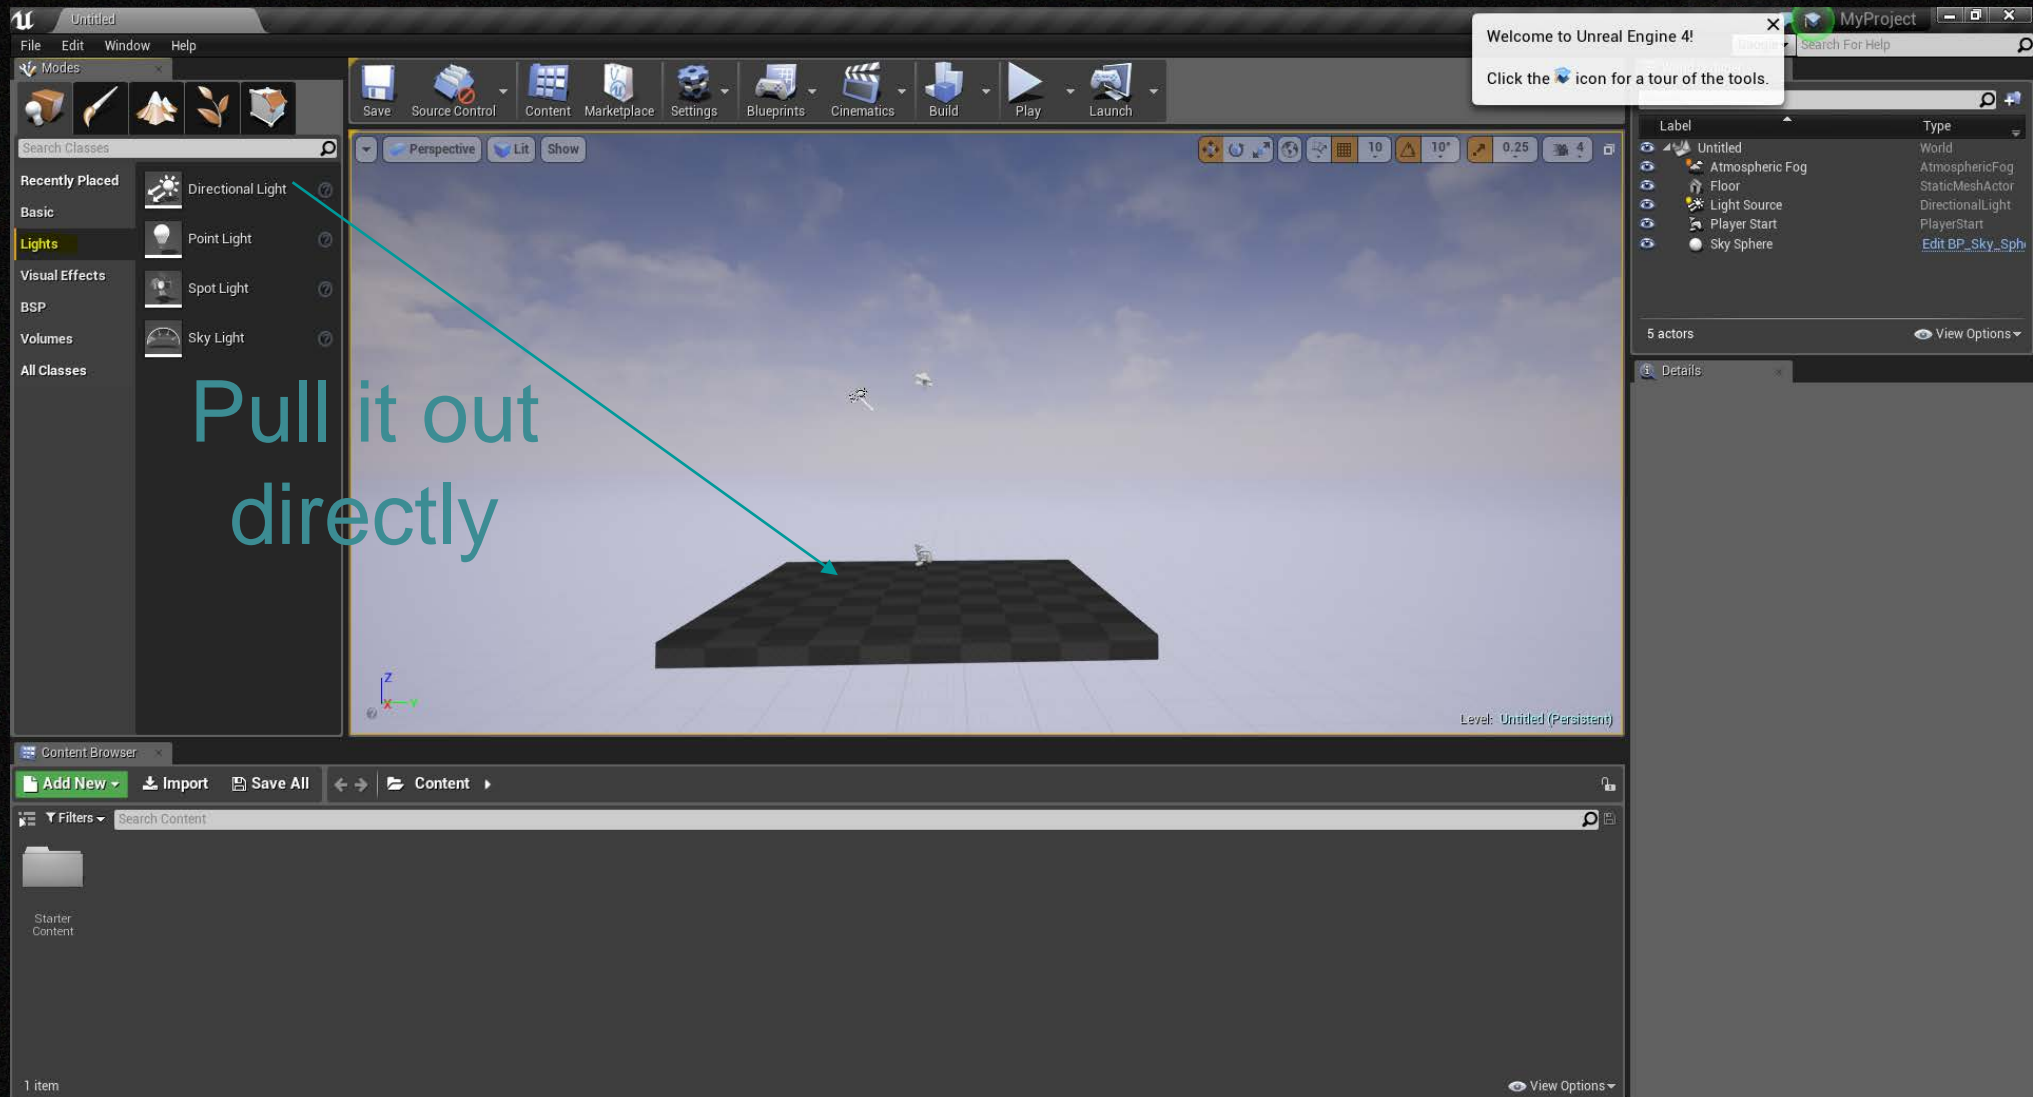 Untitled
MyProject
File Edit Window Help
Search For Help
Welcome to Unreal Engine 4!
Click the icon for a tour of the tools.
Modes
Save Source Control Content Marketplace Settings Blueprints Cinematics Build Play Launch
Search Classes
Recently Placed
Basic
Lights
Visual Effects
BSP
Volumes
All Classes
Directional Light
Point Light
Spot Light
Sky Light
Perspective Lit Show
10 10° 0.25 4
Pull it out
directly
Z
X Y
Level: Untitled (Persistent)
Label Type
Untitled World
Atmospheric Fog AtmosphericFog
Floor StaticMeshActor
Light Source DirectionalLight
Player Start PlayerStart
Sky Sphere Edit BP_Sky_Sph
5 actors View Options
Details
Content Browser
Add New Import Save All Content
Filters Search Content
Starter
Content
1 item View Options